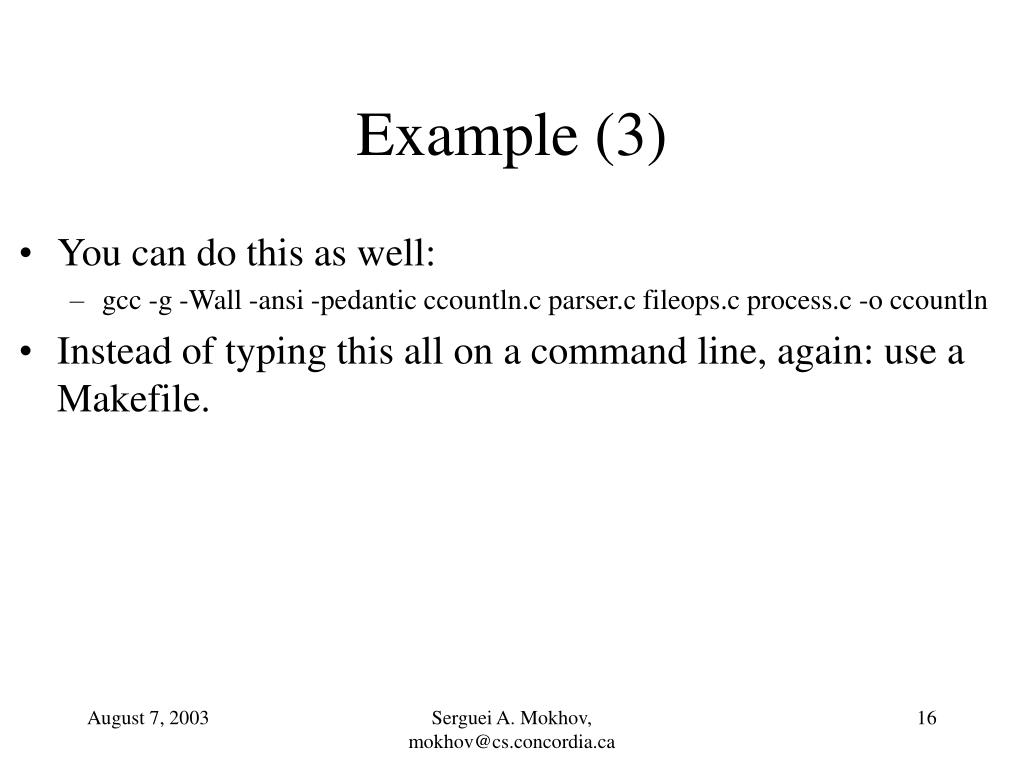 Example (3)
• You can do this as well:
– gcc -g -Wall -ansi -pedantic ccountln.c parser.c fileops.c process.c -o ccountln
• Instead of typing this all on a command line, again: use a
Makefile.
August 7, 2003
Serguei A. Mokhov,
mokhov@cs.concordia.ca
16